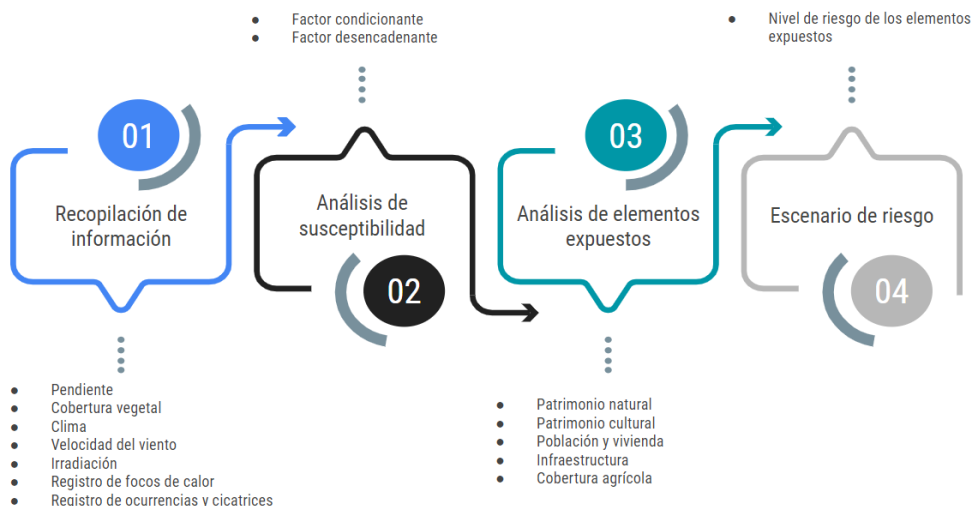 01
Recopilación de
información
● Pendiente
● Cobertura vegetal
● Clima
● Velocidad del viento
● Irradiación
● Registro de focos de calor
● Registro de ocurrencias y cicatrices
● Factor condicionante
● Factor desencadenante
Análisis de
susceptibilidad
02
03
Análisis de elementos
expuestos
● Patrimonio natural
● Patrimonio cultural
● Población y vivienda
● Infraestructura
● Cobertura agrícola
● Nivel de riesgo de los elementos
expuestos
Escenario de riesgo
04